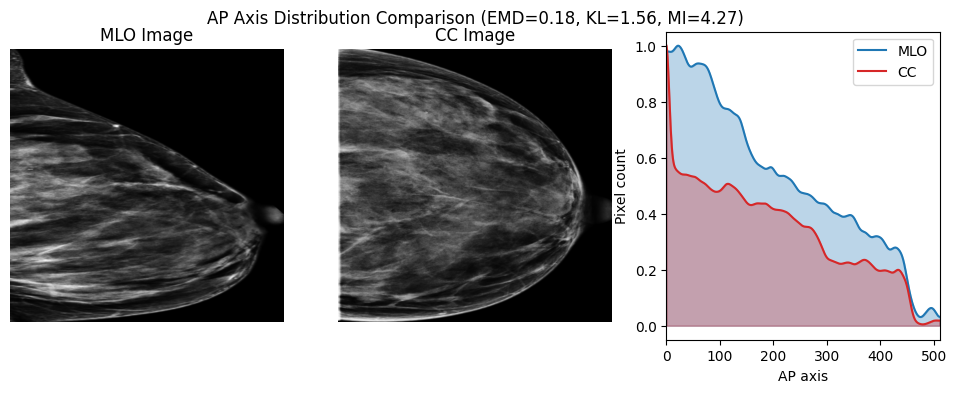 AP Axis Distribution Comparison (EMD=0.18, KL=1.56, MI=4.27)
MLO Image
CC Image
MLO
CC
1.0
0.8
0.6
0.4
0.2
0.0
Pixel count
0 100 200 300 400 500
AP axis